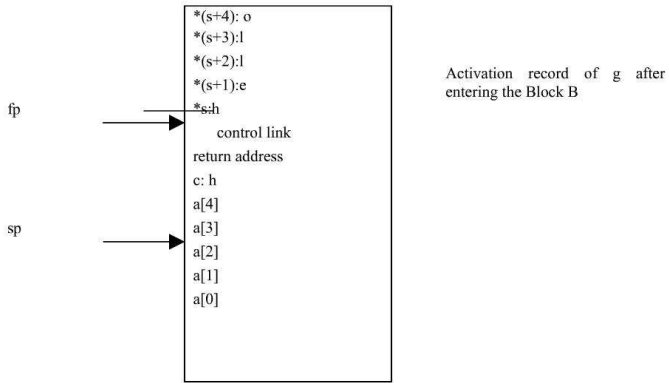 *(s+4): o
*(s+3):l
*(s+2):l
*(s+1):e
*s:h
control link
return address
c: h
a[4]
a[3]
a[2]
a[1]
a[0]
fp
sp
Activation record of g after
entering the Block B